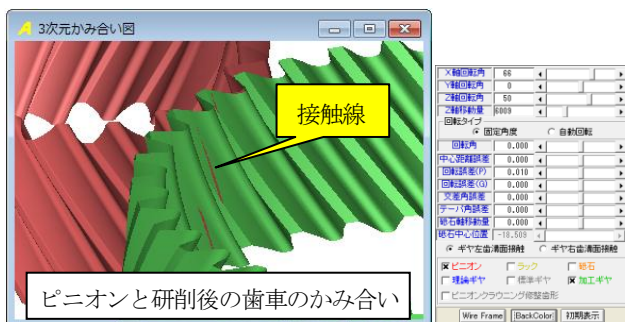 3次元かみ合い図
接触線
ピニオンと研削後の歯車のかみ合い
X軸回転角 66
Y軸回転角 0
Z軸回転角 50
Z軸移動量 6009
回転タイプ
固定角度 自動回転
回転角 0.000
中心距離誤差 0.000
回転誤差(P) 0.010
回転誤差(G) 0.000
交差角誤差 0.000
テーパ角誤差 0.000
砥石軸移動量 0.000
砥石中心位置 -18.509
ギヤ左歯溝面接触 ギヤ右歯溝面接触
ピニオン ラック 砥石
理論ギヤ 標準ギヤ 加工ギヤ
ピニオンクラウニング修整歯形
Wire Frame BackColor 初期表示